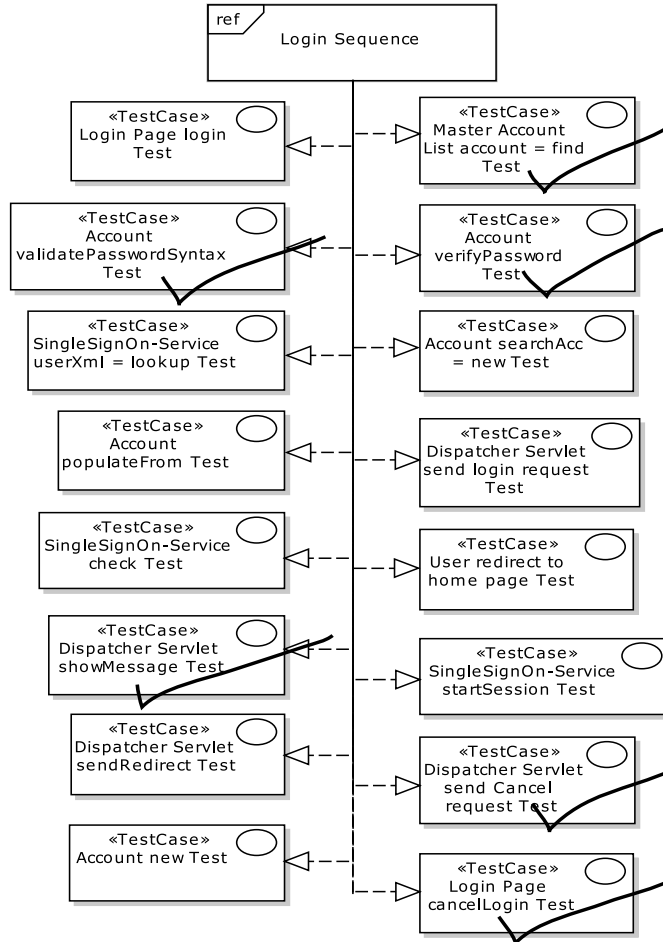 ref
Login Sequence
«TestCase»
Login Page login
Test
«TestCase»
Master Account
List account = find
Test
«TestCase»
Account
validatePasswordSyntax
Test
«TestCase»
Account
verifyPassword
Test
«TestCase»
SingleSignOn-Service
userXml = lookup Test
«TestCase»
Account searchAcc
= new Test
«TestCase»
Account
populateFrom Test
«TestCase»
Dispatcher Servlet
send login request
Test
«TestCase»
SingleSignOn-Service
check Test
«TestCase»
User redirect to
home page Test
«TestCase»
Dispatcher Servlet
showMessage Test
«TestCase»
SingleSignOn-Service
startSession Test
«TestCase»
Dispatcher Servlet
sendRedirect Test
«TestCase»
Dispatcher Servlet
send Cancel
request Test
«TestCase»
Account new Test
«TestCase»
Login Page
cancelLogin Test